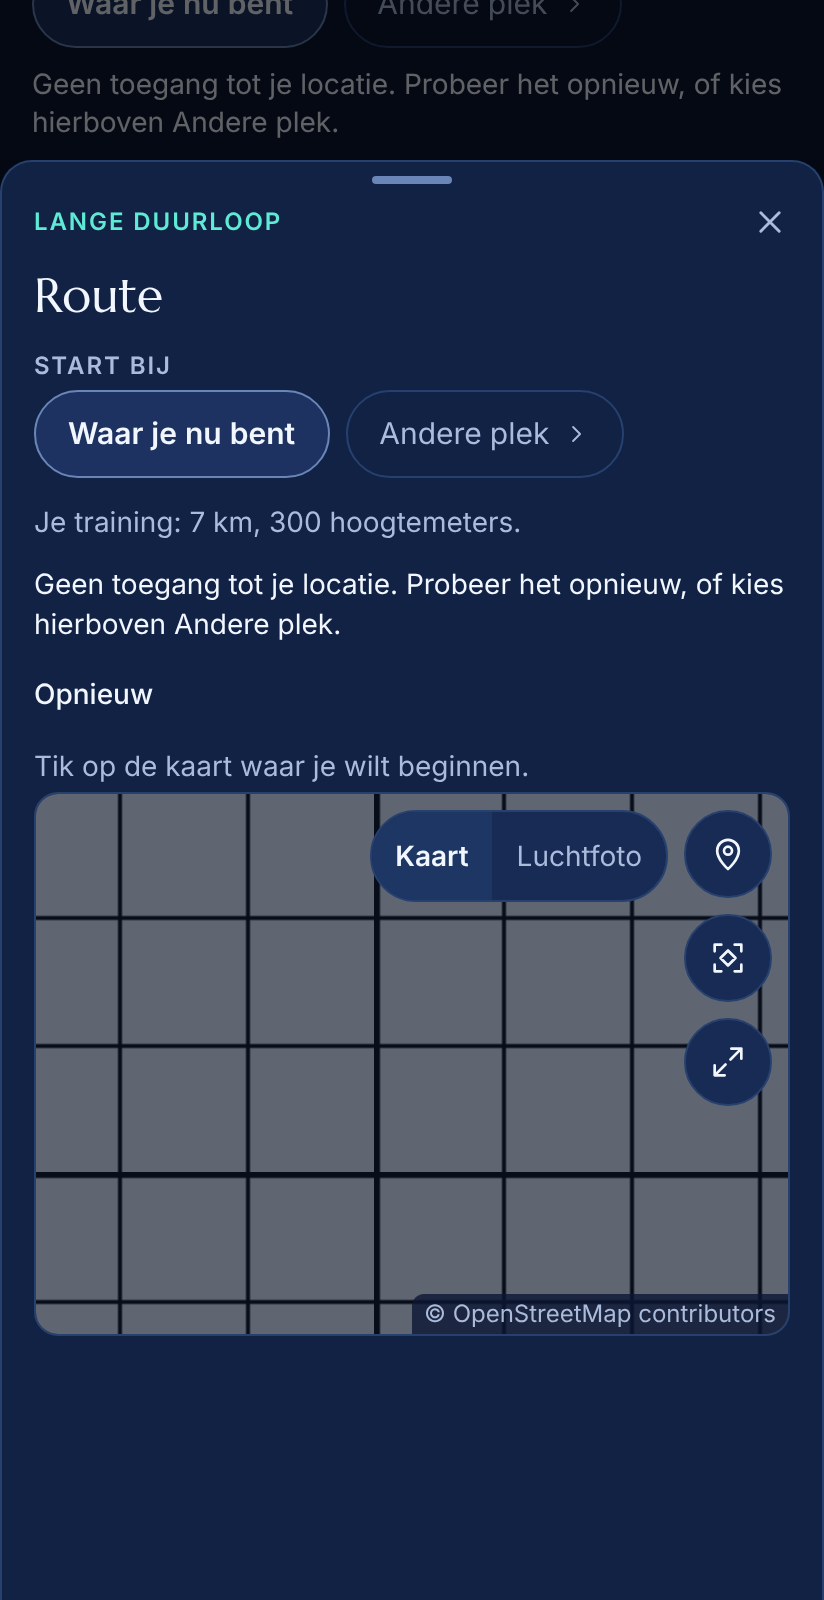 Waar je nu bent
Andere plek
Geen toegang tot je locatie. Probeer het opnieuw, of kies
hierboven Andere plek.
LANGE DUURLOOP
Route
START BIJ
Waar je nu bent
Andere plek
Je training: 7 km, 300 hoogtemeters.
Geen toegang tot je locatie. Probeer het opnieuw, of kies
hierboven Andere plek.
Opnieuw
Tik op de kaart waar je wilt beginnen.
Kaart
Luchtfoto
© OpenStreetMap contributors